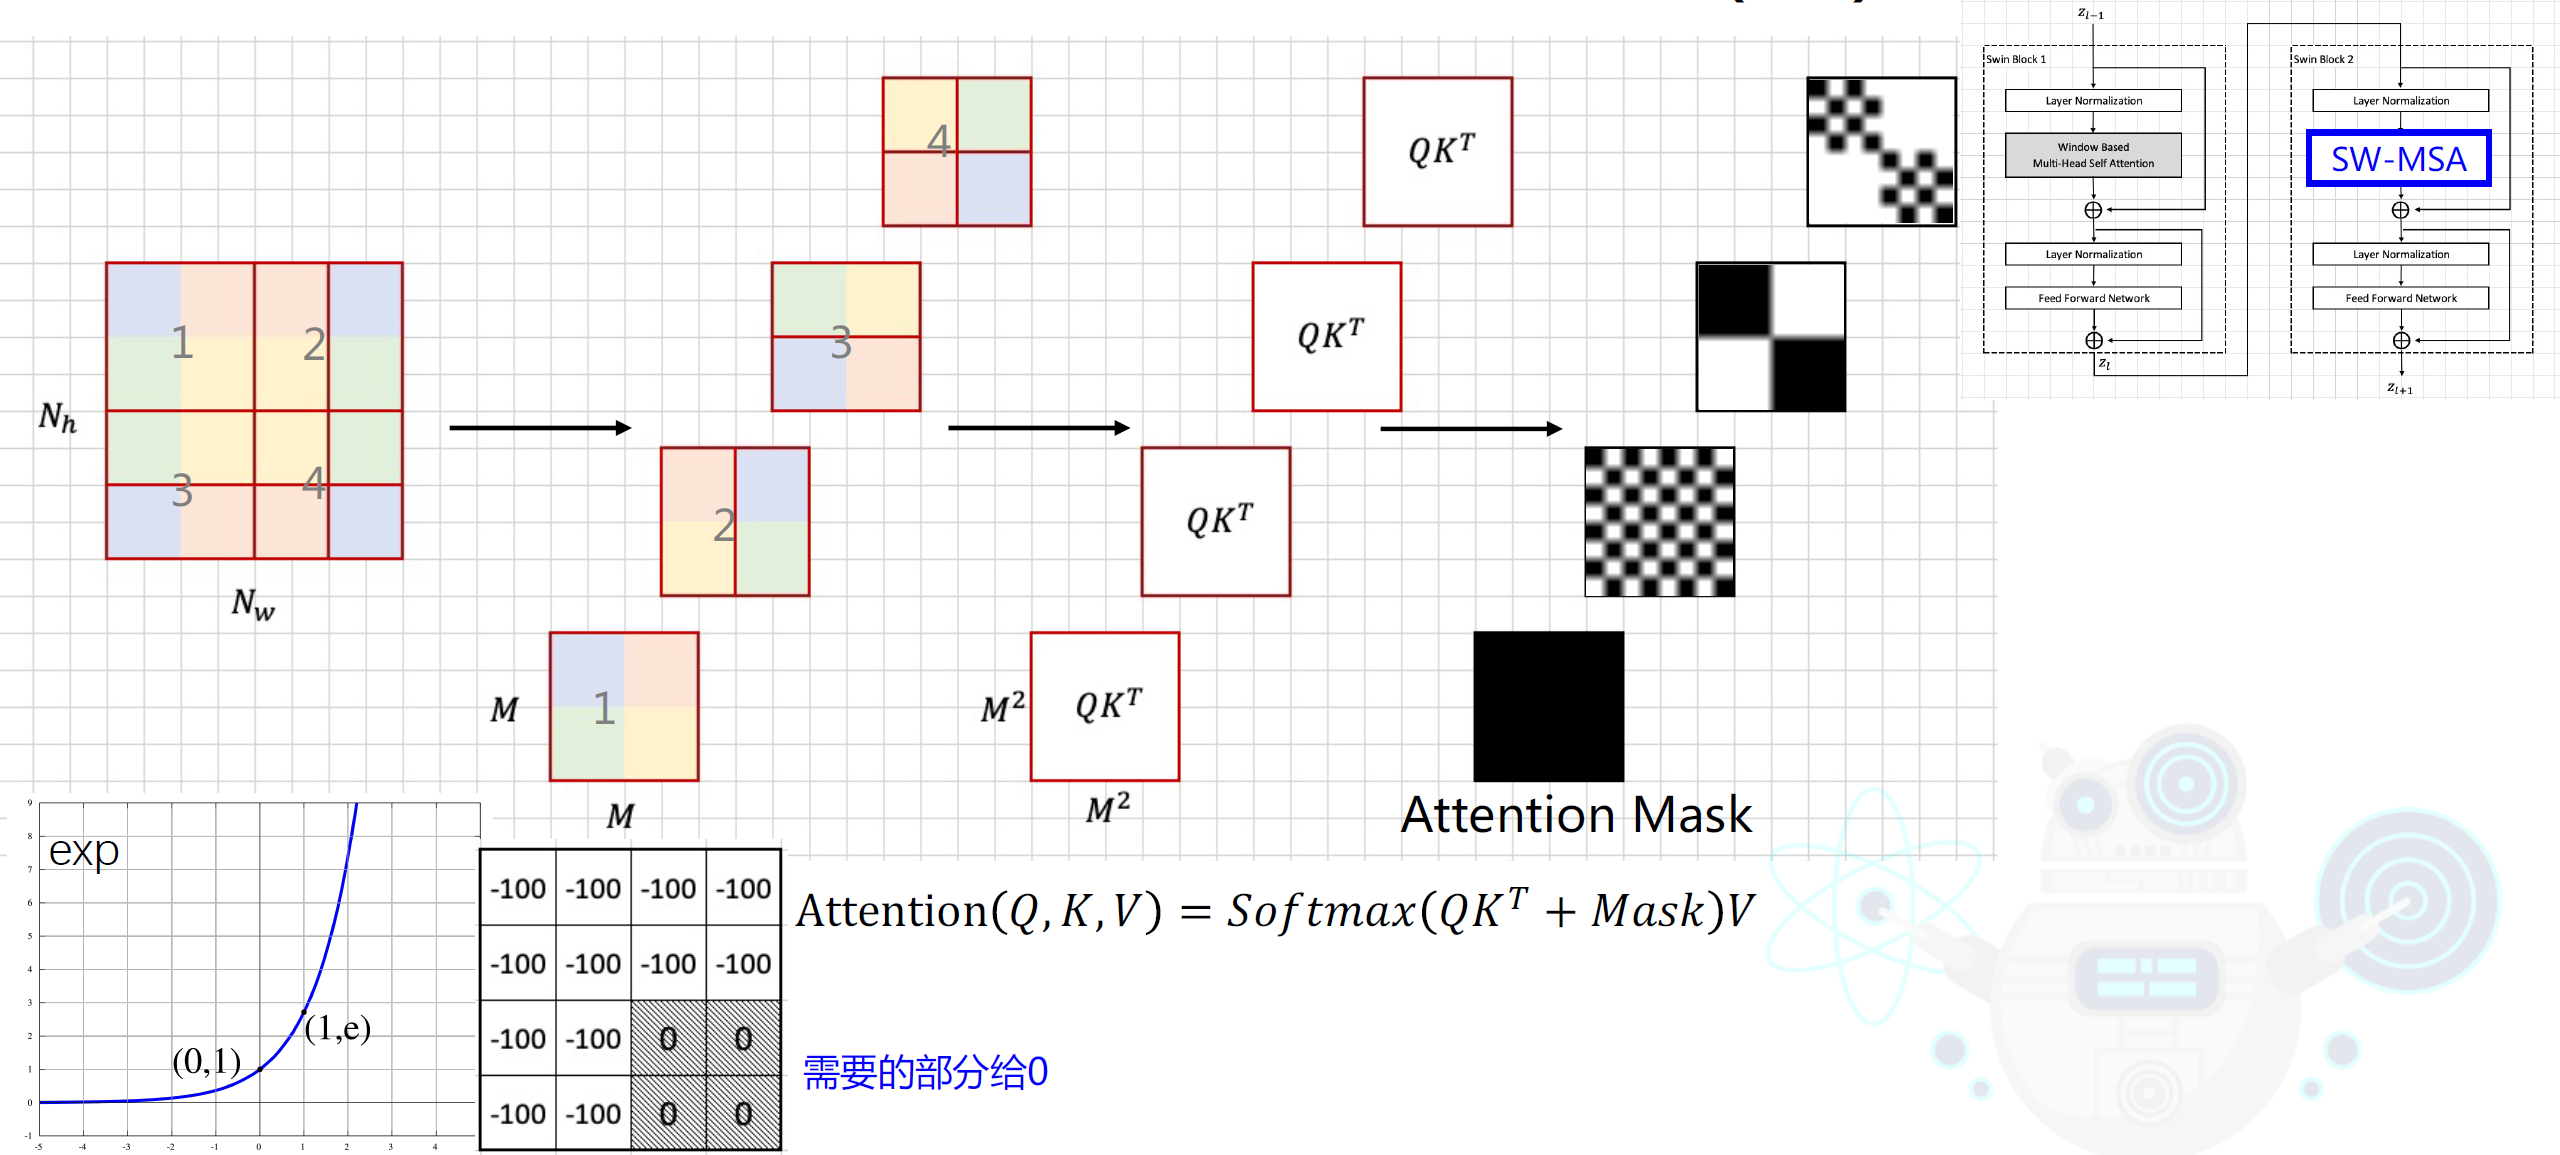 z_{l-1}
Swin Block 1
Layer Normalization
Window Based
Multi-Head Self Attention
Layer Normalization
Feed Forward Network
z_l
Swin Block 2
Layer Normalization
SW-MSA
Layer Normalization
Feed Forward Network
z_{l+1}
4
QK^T
1
2
3
4
N_h
N_w
3
QK^T
2
QK^T
M
1
M
M^2
QK^T
M^2
Attention Mask
exp
9
8
7
6
5
4
3
2
1
0
-1
-5 -4 -3 -2 -1 0 1 2 3 4
(0,1)
(1,e)
-100 -100 -100 -100
-100 -100 -100 -100
-100 -100 0 0
-100 -100 0 0
Attention(Q, K, V) = Softmax(QK^T + Mask)V
需要的部分给0